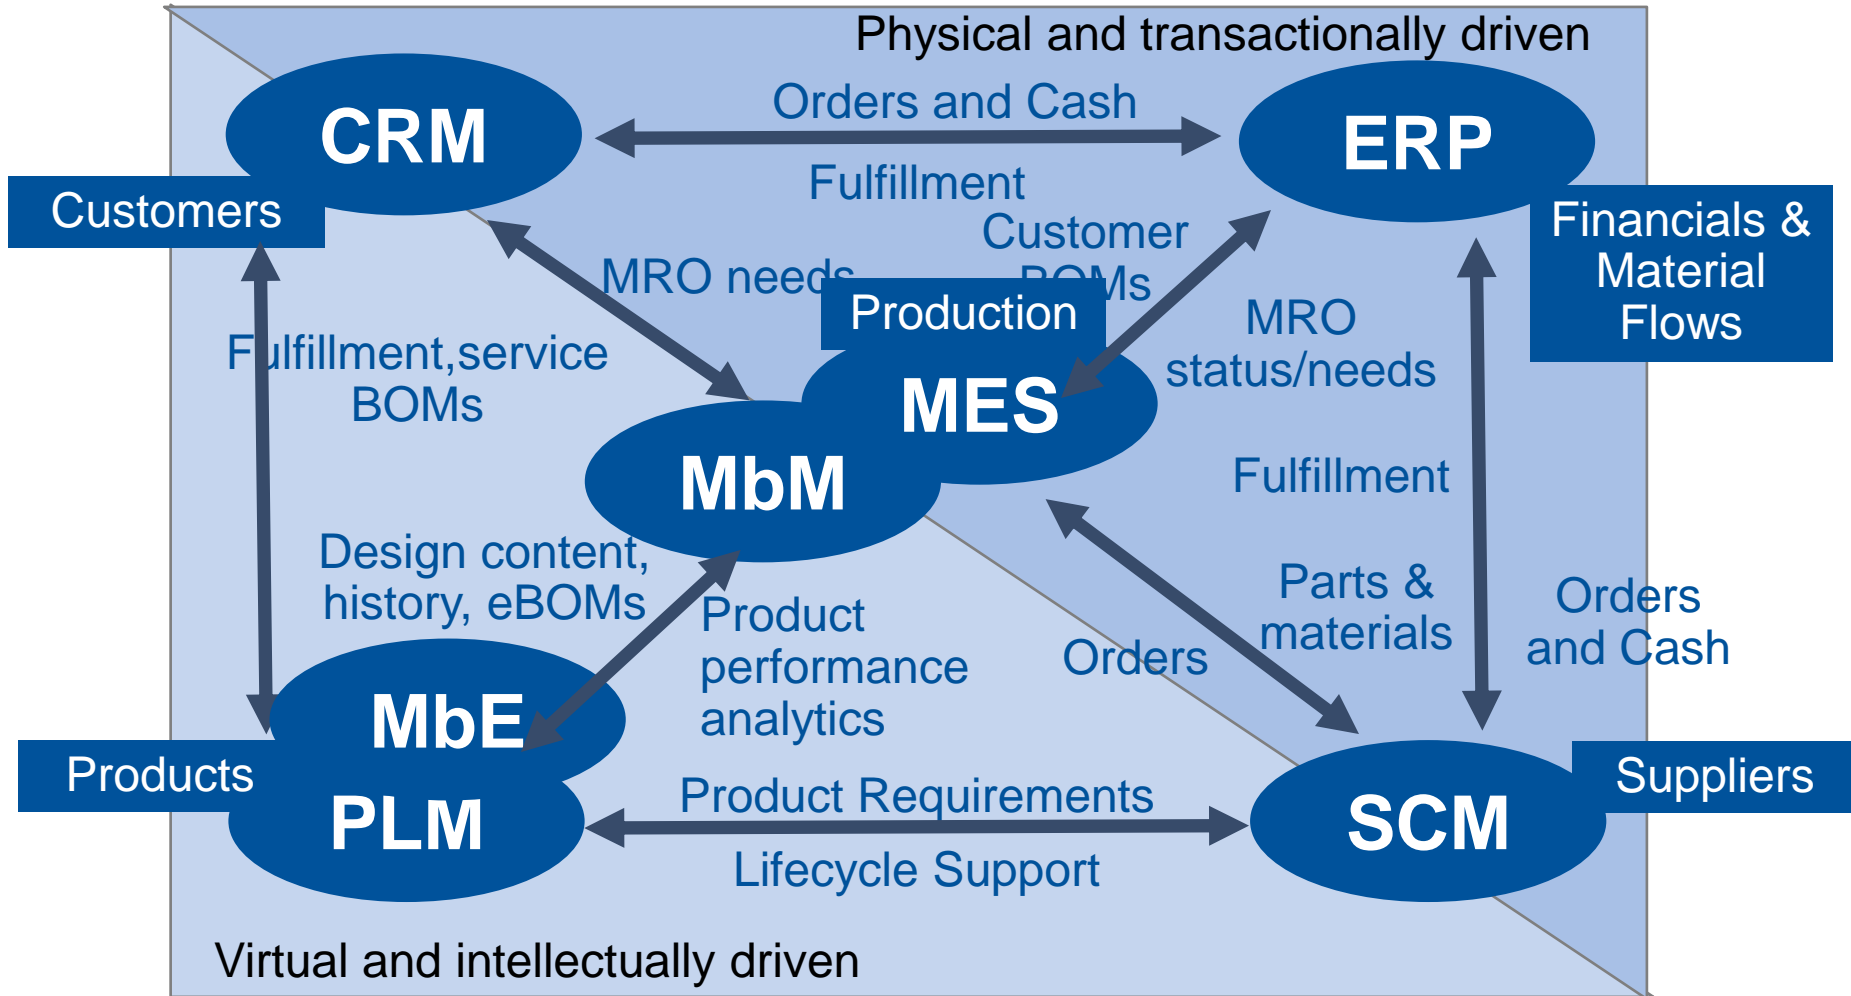 Physical and transactionally driven
CRM
Orders and Cash
ERP
Fulfillment
Customers
Financials &
Material
Flows
Customer
BOMs
MRO needs
Production
MRO
status/needs
Fulfillment,service
BOMs
MES
MbM
Fulfillment
Design content,
history, eBOMs
Product
performance
analytics
Parts &
materials
Orders
and Cash
Orders
MbE
Products
PLM
Product Requirements
Lifecycle Support
SCM
Suppliers
Virtual and intellectually driven